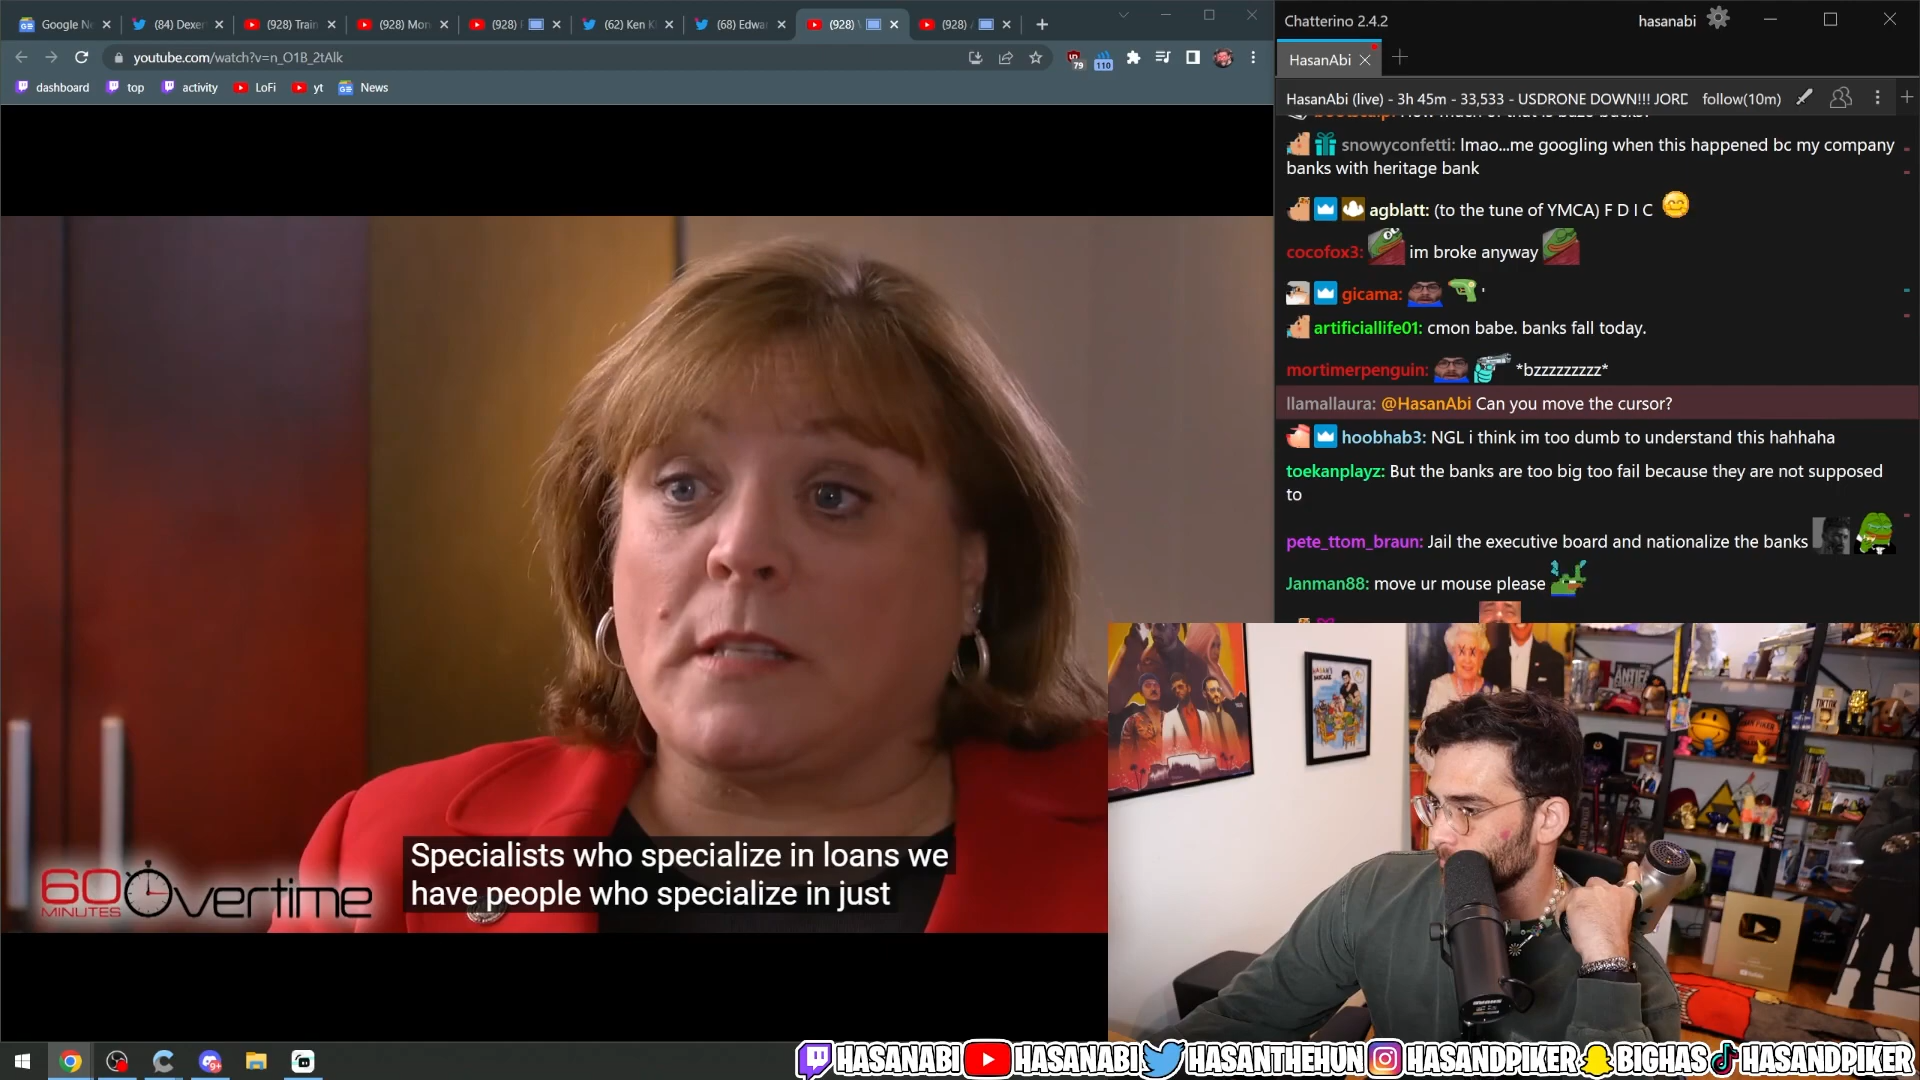 Google Ne
(84) Dexer
(928) Train
(928) Mon
(928)
(62) Ken K
(68) Edwa
(928)
(928)
youtube.com/watch?v=n_O1B_2tAlk
79
110
dashboard
top
activity
LoFi
yt
News
Chatterino 2.4.2
hasanabi
HasanAbi
HasanAbi (live) - 3h 45m - 33,533 - USDRONE DOWN!!! JORD
follow(10m)
snowyconfetti: lmao...me googling when this happened bc my company
banks with heritage bank
agblatt: (to the tune of YMCA) F D I C
cocofox3: im broke anyway
gicama: '
artificiallife01: cmon babe. banks fall today.
mortimerpenguin: *bzzzzzzzzz*
llamallaura: @HasanAbi Can you move the cursor?
hoobhab3: NGL i think im too dumb to understand this hahhaha
toekanplayz: But the banks are too big too fail because they are not supposed
to
pete_ttom_braun: Jail the executive board and nationalize the banks
Janman88: move ur mouse please
Specialists who specialize in loans we
have people who specialize in just
60 Overtime
MINUTES
HASANABI HASANABI HASANTHEHUN HASANDPIKER BIGHAS HASANDPIKER